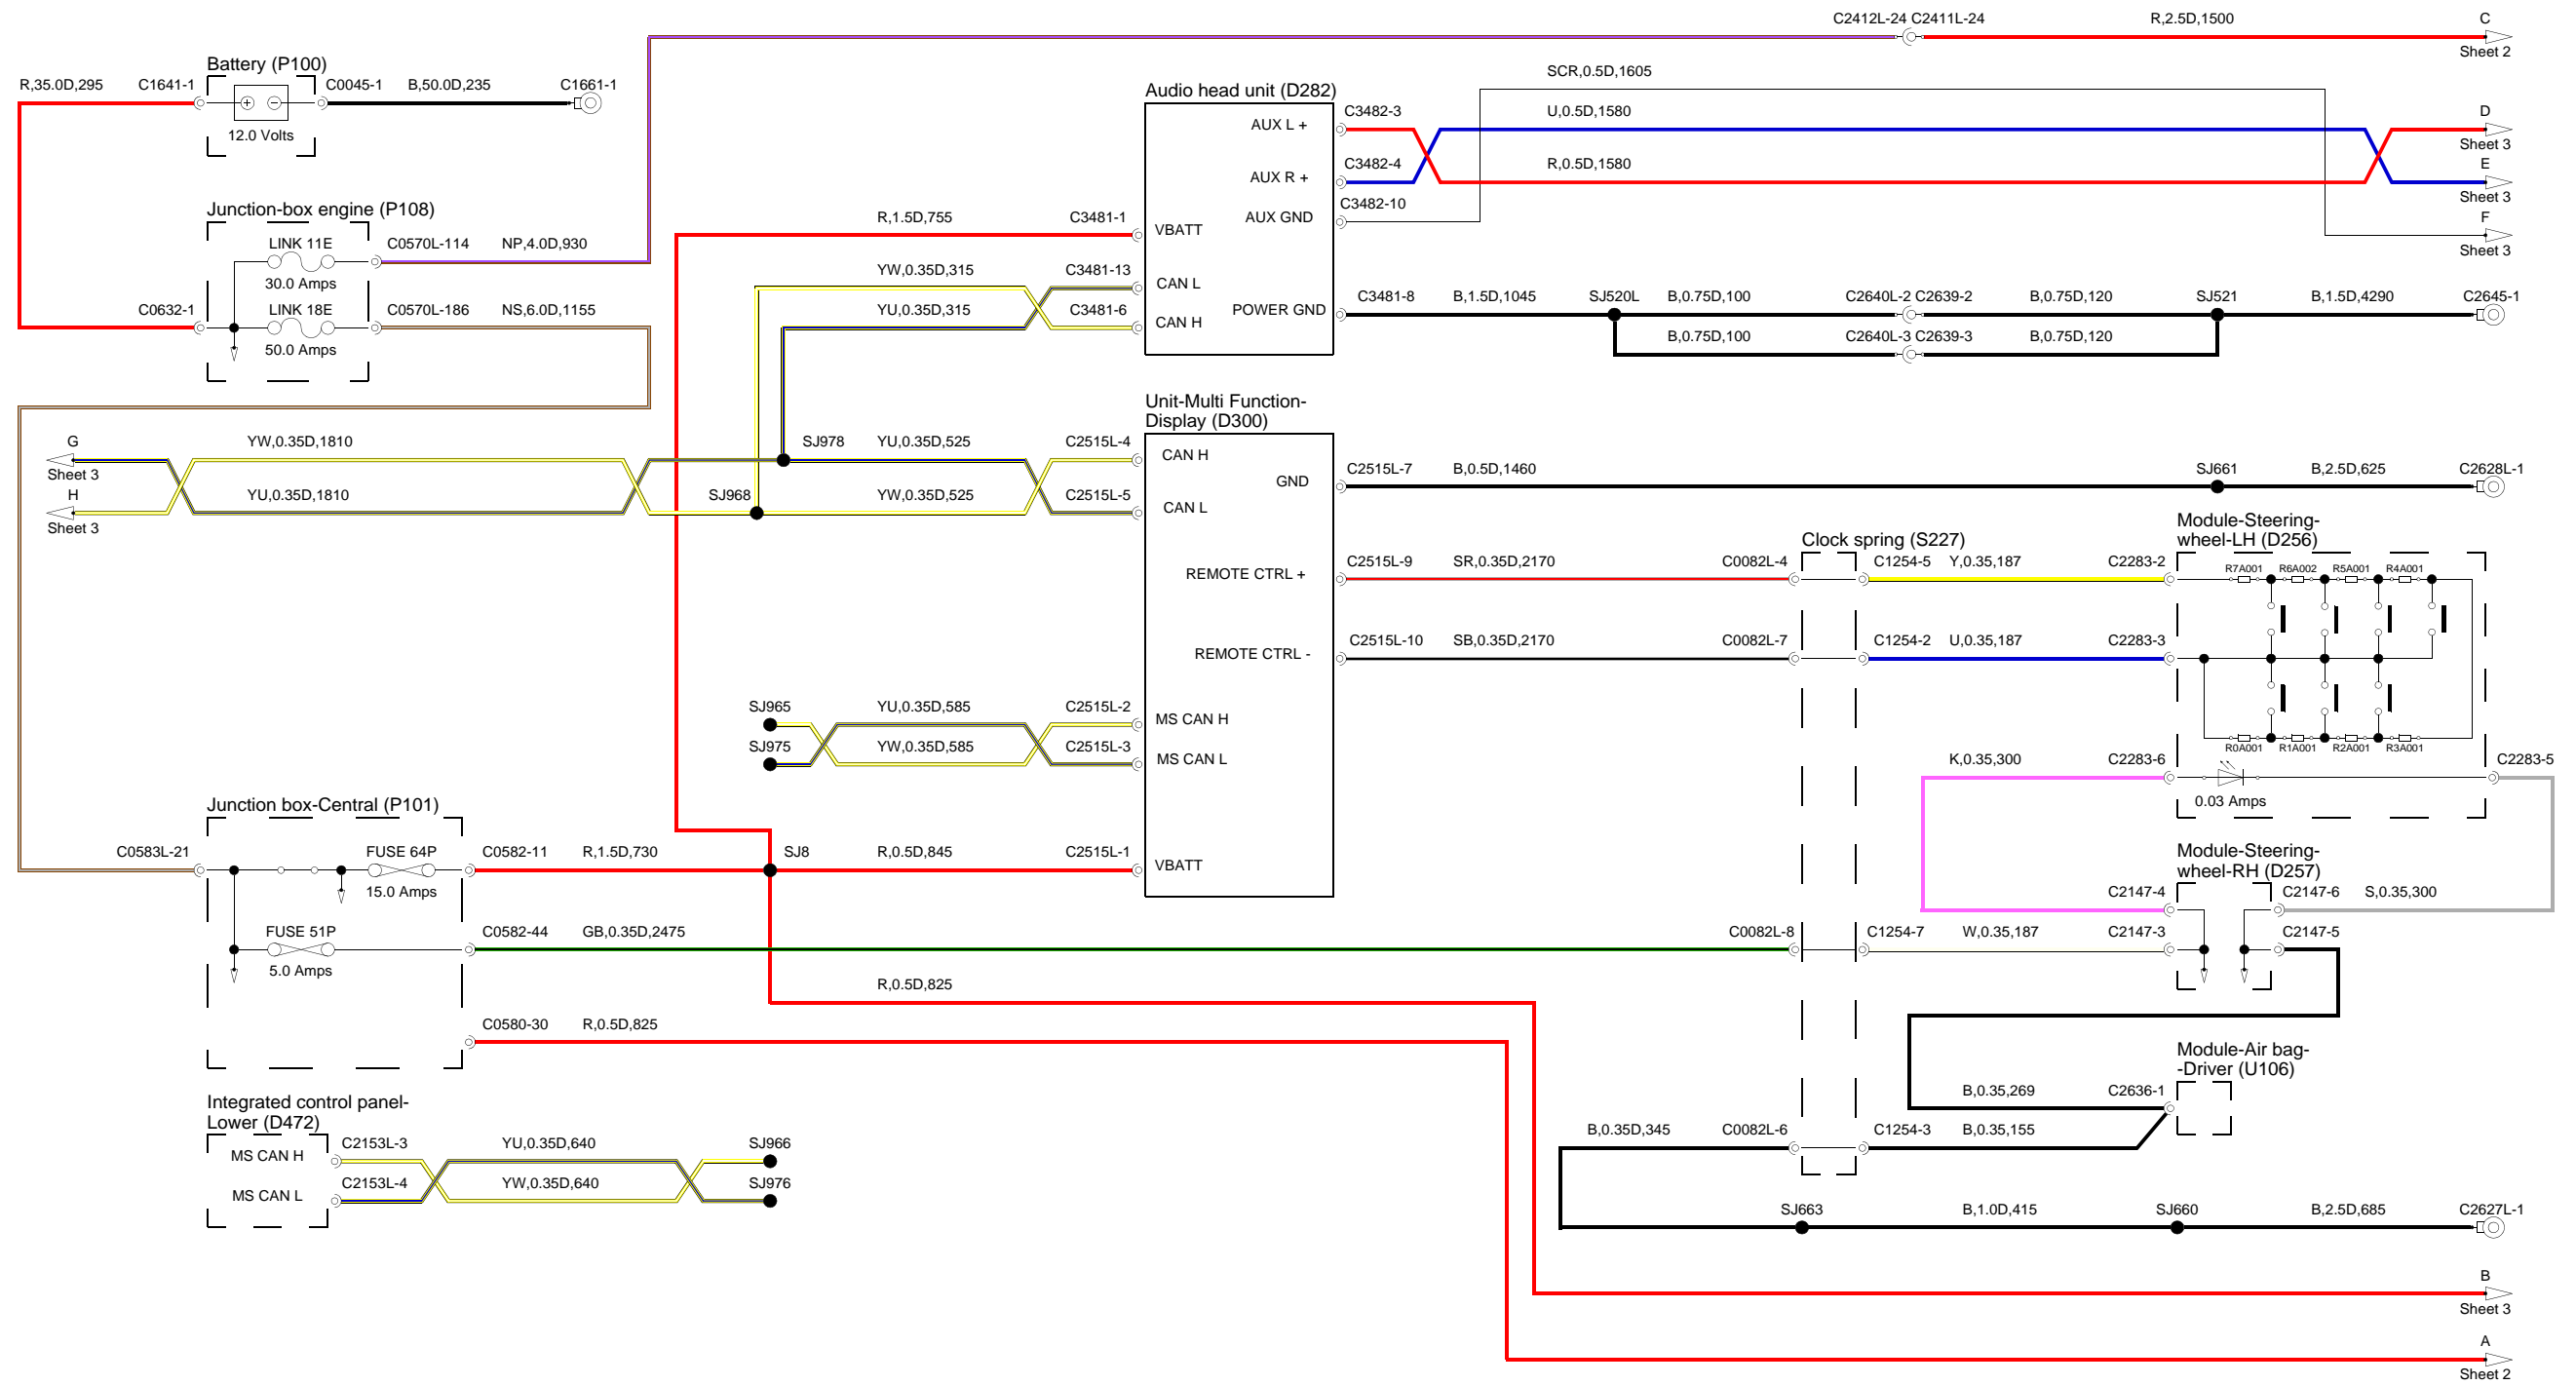 C2412L-24 C2411L-24
R,2.5D,1500
C
Sheet 2
Battery (P100)
R,35.0D,295
C1641-1
C0045-1
B,50.0D,235
C1661-1
12.0 Volts
Audio head unit (D282)
SCR,0.5D,1605
AUX L +
C3482-3
U,0.5D,1580
D
Sheet 3
AUX R +
C3482-4
R,0.5D,1580
E
Sheet 3
AUX GND
C3482-10
F
Sheet 3
Junction-box engine (P108)
LINK 11E
C0570L-114
NP,4.0D,930
30.0 Amps
C0632-1
LINK 18E
C0570L-186
NS,6.0D,1155
50.0 Amps
R,1.5D,755
C3481-1
VBATT
YW,0.35D,315
C3481-13
CAN L
YU,0.35D,315
C3481-6
CAN H
POWER GND
C3481-8
B,1.5D,1045
SJ520L
B,0.75D,100
C2640L-2 C2639-2
B,0.75D,120
SJ521
B,1.5D,4290
C2645-1
B,0.75D,100
C2640L-3 C2639-3
B,0.75D,120
Unit-Multi Function-
Display (D300)
G
Sheet 3
YW,0.35D,1810
SJ978
YU,0.35D,525
C2515L-4
CAN H
H
Sheet 3
YU,0.35D,1810
SJ968
YW,0.35D,525
C2515L-5
CAN L
GND
C2515L-7
B,0.5D,1460
SJ661
B,2.5D,625
C2628L-1
Clock spring (S227)
Module-Steering-
wheel-LH (D256)
REMOTE CTRL +
C2515L-9
SR,0.35D,2170
C0082L-4
C1254-5
Y,0.35,187
C2283-2
R7A001
R6A002
R5A001
R4A001
REMOTE CTRL -
C2515L-10
SB,0.35D,2170
C0082L-7
C1254-2
U,0.35,187
C2283-3
R0A001
R1A001
R2A001
R3A001
SJ965
YU,0.35D,585
C2515L-2
MS CAN H
SJ975
YW,0.35D,585
C2515L-3
MS CAN L
K,0.35,300
C2283-6
C2283-5
0.03 Amps
Junction box-Central (P101)
C0583L-21
FUSE 64P
C0582-11
R,1.5D,730
SJ8
R,0.5D,845
C2515L-1
VBATT
15.0 Amps
Module-Steering-
wheel-RH (D257)
C2147-4
C2147-6
S,0.35,300
FUSE 51P
C0582-44
GB,0.35D,2475
C0082L-8
C1254-7
W,0.35,187
C2147-3
C2147-5
5.0 Amps
R,0.5D,825
C0580-30
R,0.5D,825
Module-Air bag-
-Driver (U106)
B,0.35,269
C2636-1
Integrated control panel-
Lower (D472)
MS CAN H
C2153L-3
YU,0.35D,640
SJ966
MS CAN L
C2153L-4
YW,0.35D,640
SJ976
B,0.35D,345
C0082L-6
C1254-3
B,0.35,155
SJ663
B,1.0D,415
SJ660
B,2.5D,685
C2627L-1
B
Sheet 3
A
Sheet 2